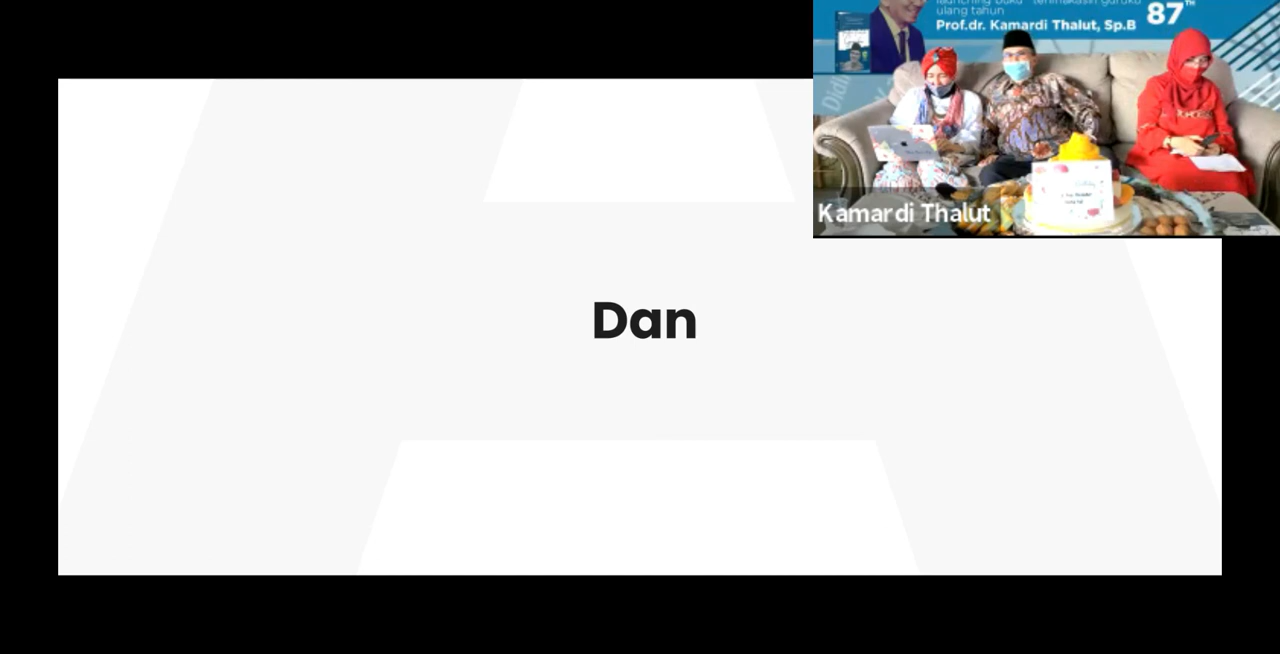 launching buku "terimakasih guruku"
ulang tahun
Prof.dr. Kamardi Thalut, Sp.B
87TH
Kamardi Thalut
Dan